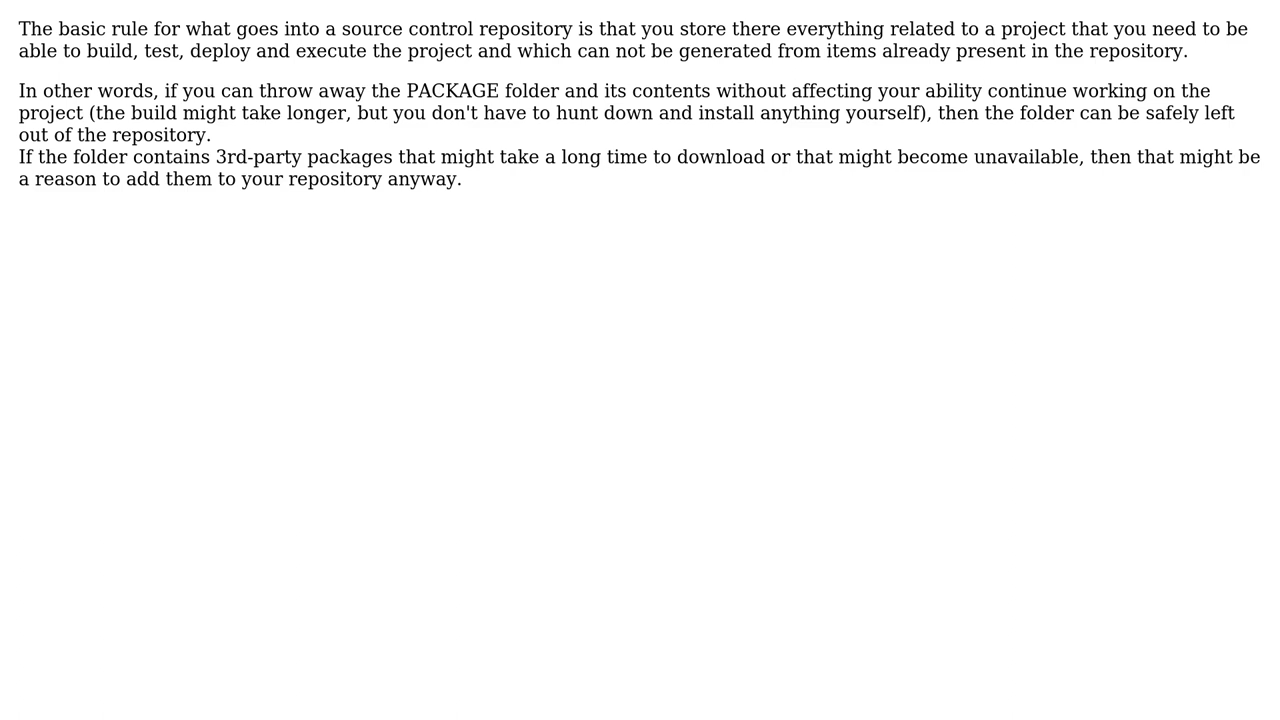 The basic rule for what goes into a source control repository is that you store there everything related to a project that you need to be
able to build, test, deploy and execute the project and which can not be generated from items already present in the repository.
In other words, if you can throw away the PACKAGE folder and its contents without affecting your ability continue working on the
project (the build might take longer, but you don't have to hunt down and install anything yourself), then the folder can be safely left
out of the repository.
If the folder contains 3rd-party packages that might take a long time to download or that might become unavailable, then that might be
a reason to add them to your repository anyway.